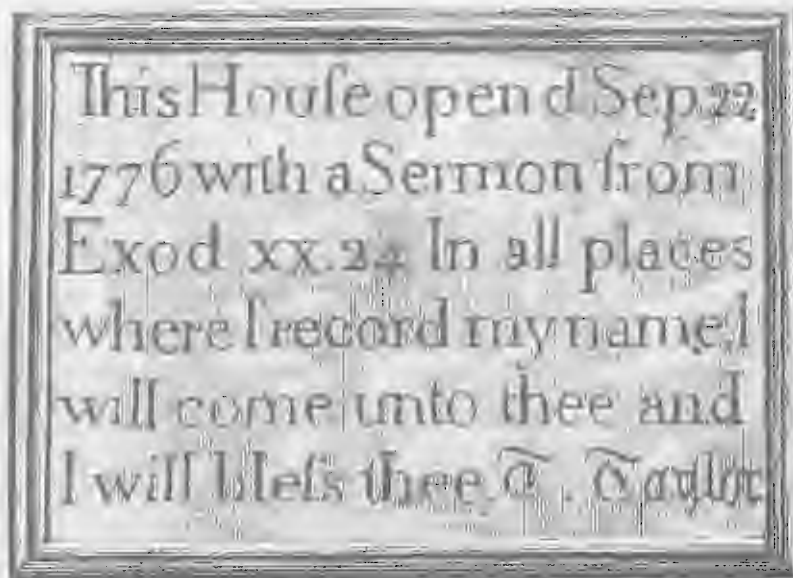 This Houſe open d Sep 22
1776 with a Sermon from
Exod xx.24 In all places
where I record my name I
will come unto thee and
I will bleſs thee. T. Taylor